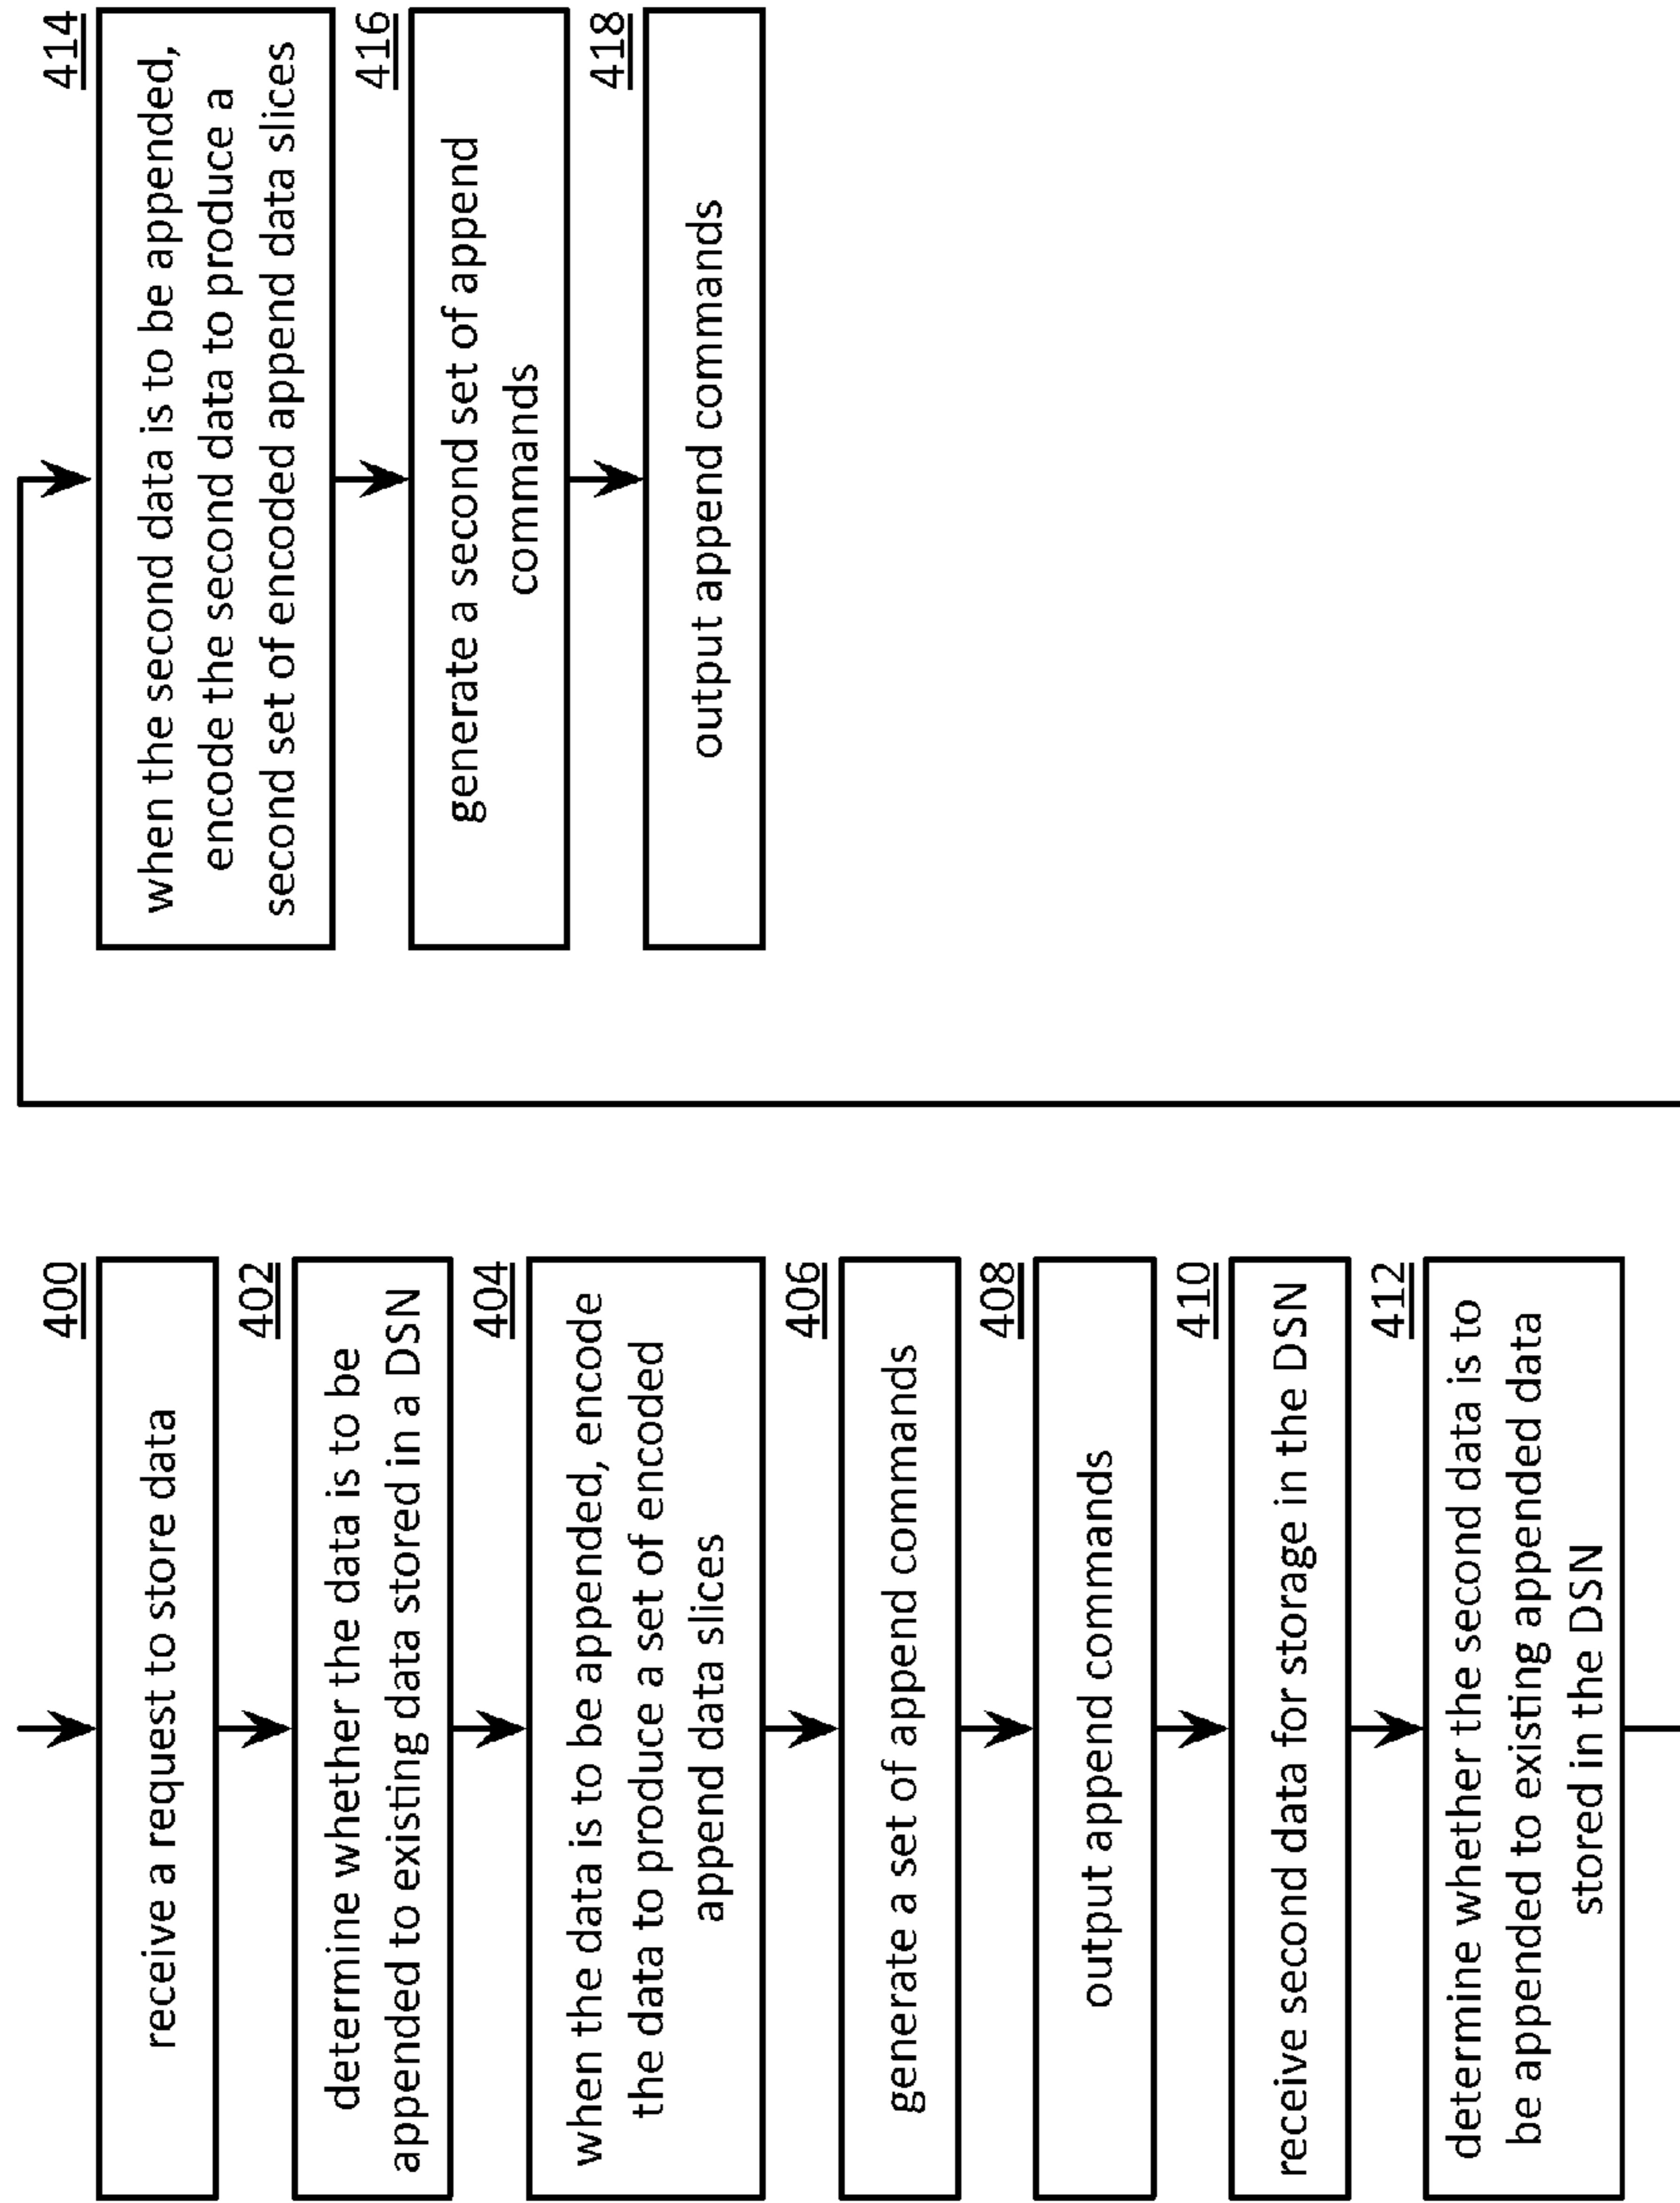 400
receive a request to store data
402
determine whether the data is to be
appended to existing data stored in a DSN
404
when the data is to be appended, encode
the data to produce a set of encoded
append data slices
406
generate a set of append commands
408
output append commands
410
receive second data for storage in the DSN
412
determine whether the second data is to
be appended to existing appended data
stored in the DSN
414
when the second data is to be appended,
encode the second data to produce a
second set of encoded append data slices
416
generate a second set of append
commands
418
output append commands